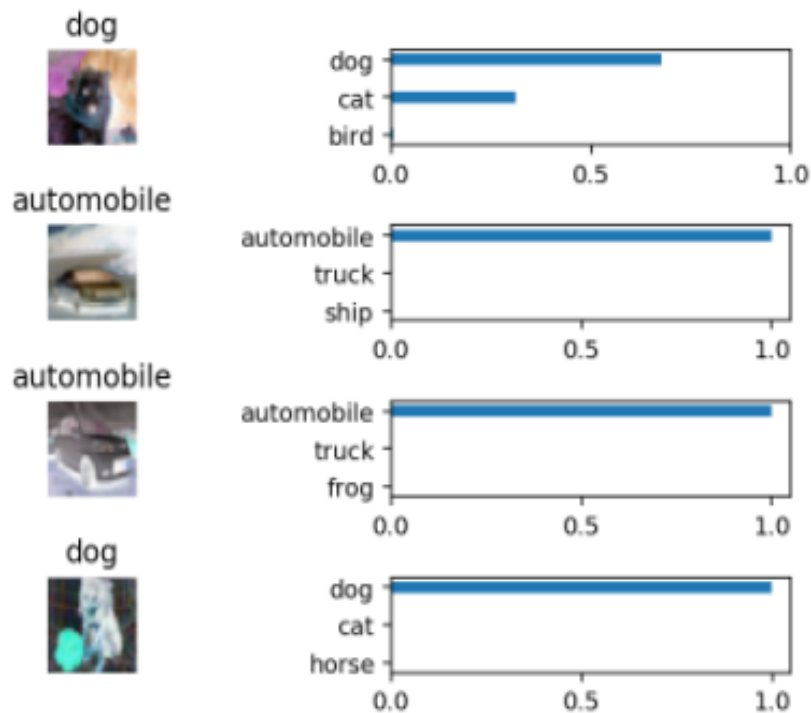 dog
dog
cat
bird
0.0 0.5 1.0
automobile
automobile
truck
ship
0.0 0.5 1.0
automobile
automobile
truck
frog
0.0 0.5 1.0
dog
dog
cat
horse
0.0 0.5 1.0